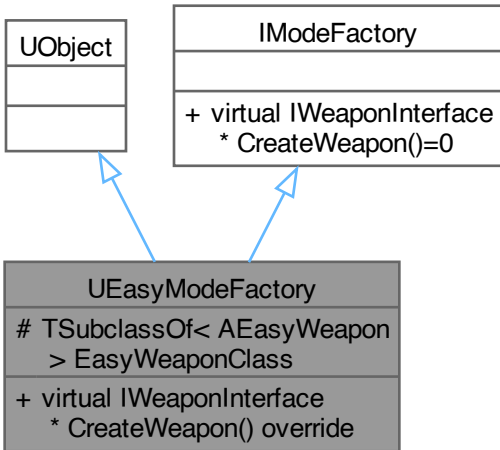 UObject
IModeFactory
+ virtual IWeaponInterface
* CreateWeapon()=0
UEasyModeFactory
# TSubclassOf< AEasyWeapon
> EasyWeaponClass
+ virtual IWeaponInterface
* CreateWeapon() override